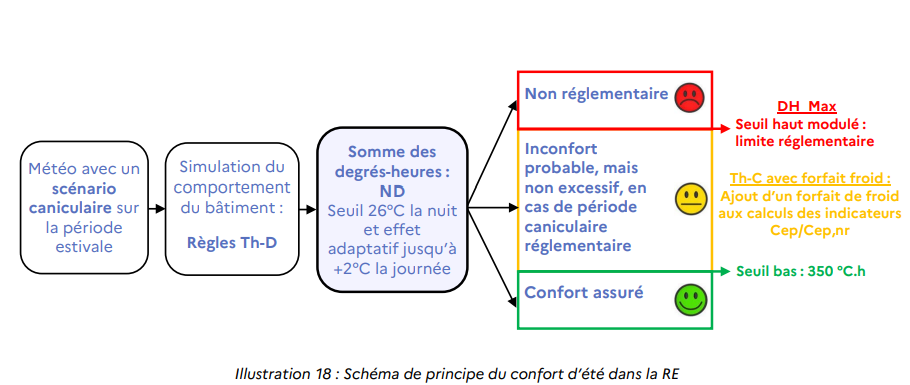 Météo avec un
scénario
caniculaire sur
la période
estivale
Simulation du
comportement
du bâtiment :
Règles Th-D
Somme des
degrés-heures :
ND
Seuil 26°C la nuit
et effet
adaptatif jusqu'à
+2°C la journée
Non réglementaire
Inconfort
probable, mais
non excessif, en
cas de période
caniculaire
réglementaire
Confort assuré
DH_Max
Seuil haut modulé :
limite réglementaire
Th-C avec forfait froid :
Ajout d'un forfait de froid
aux calculs des indicateurs
Cep/Cep,nr
Seuil bas : 350 °C.h
Illustration 18 : Schéma de principe du confort d'été dans la RE